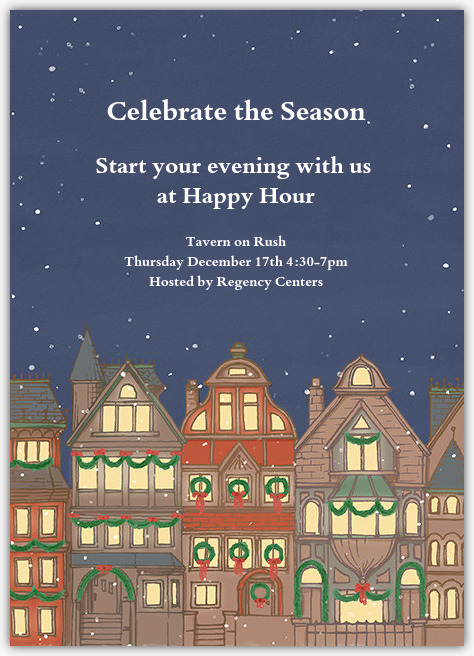 Celebrate the Season
Start your evening with us
at Happy Hour
Tavern on Rush
Thursday December 17th 4:30-7pm
Hosted by Regency Centers